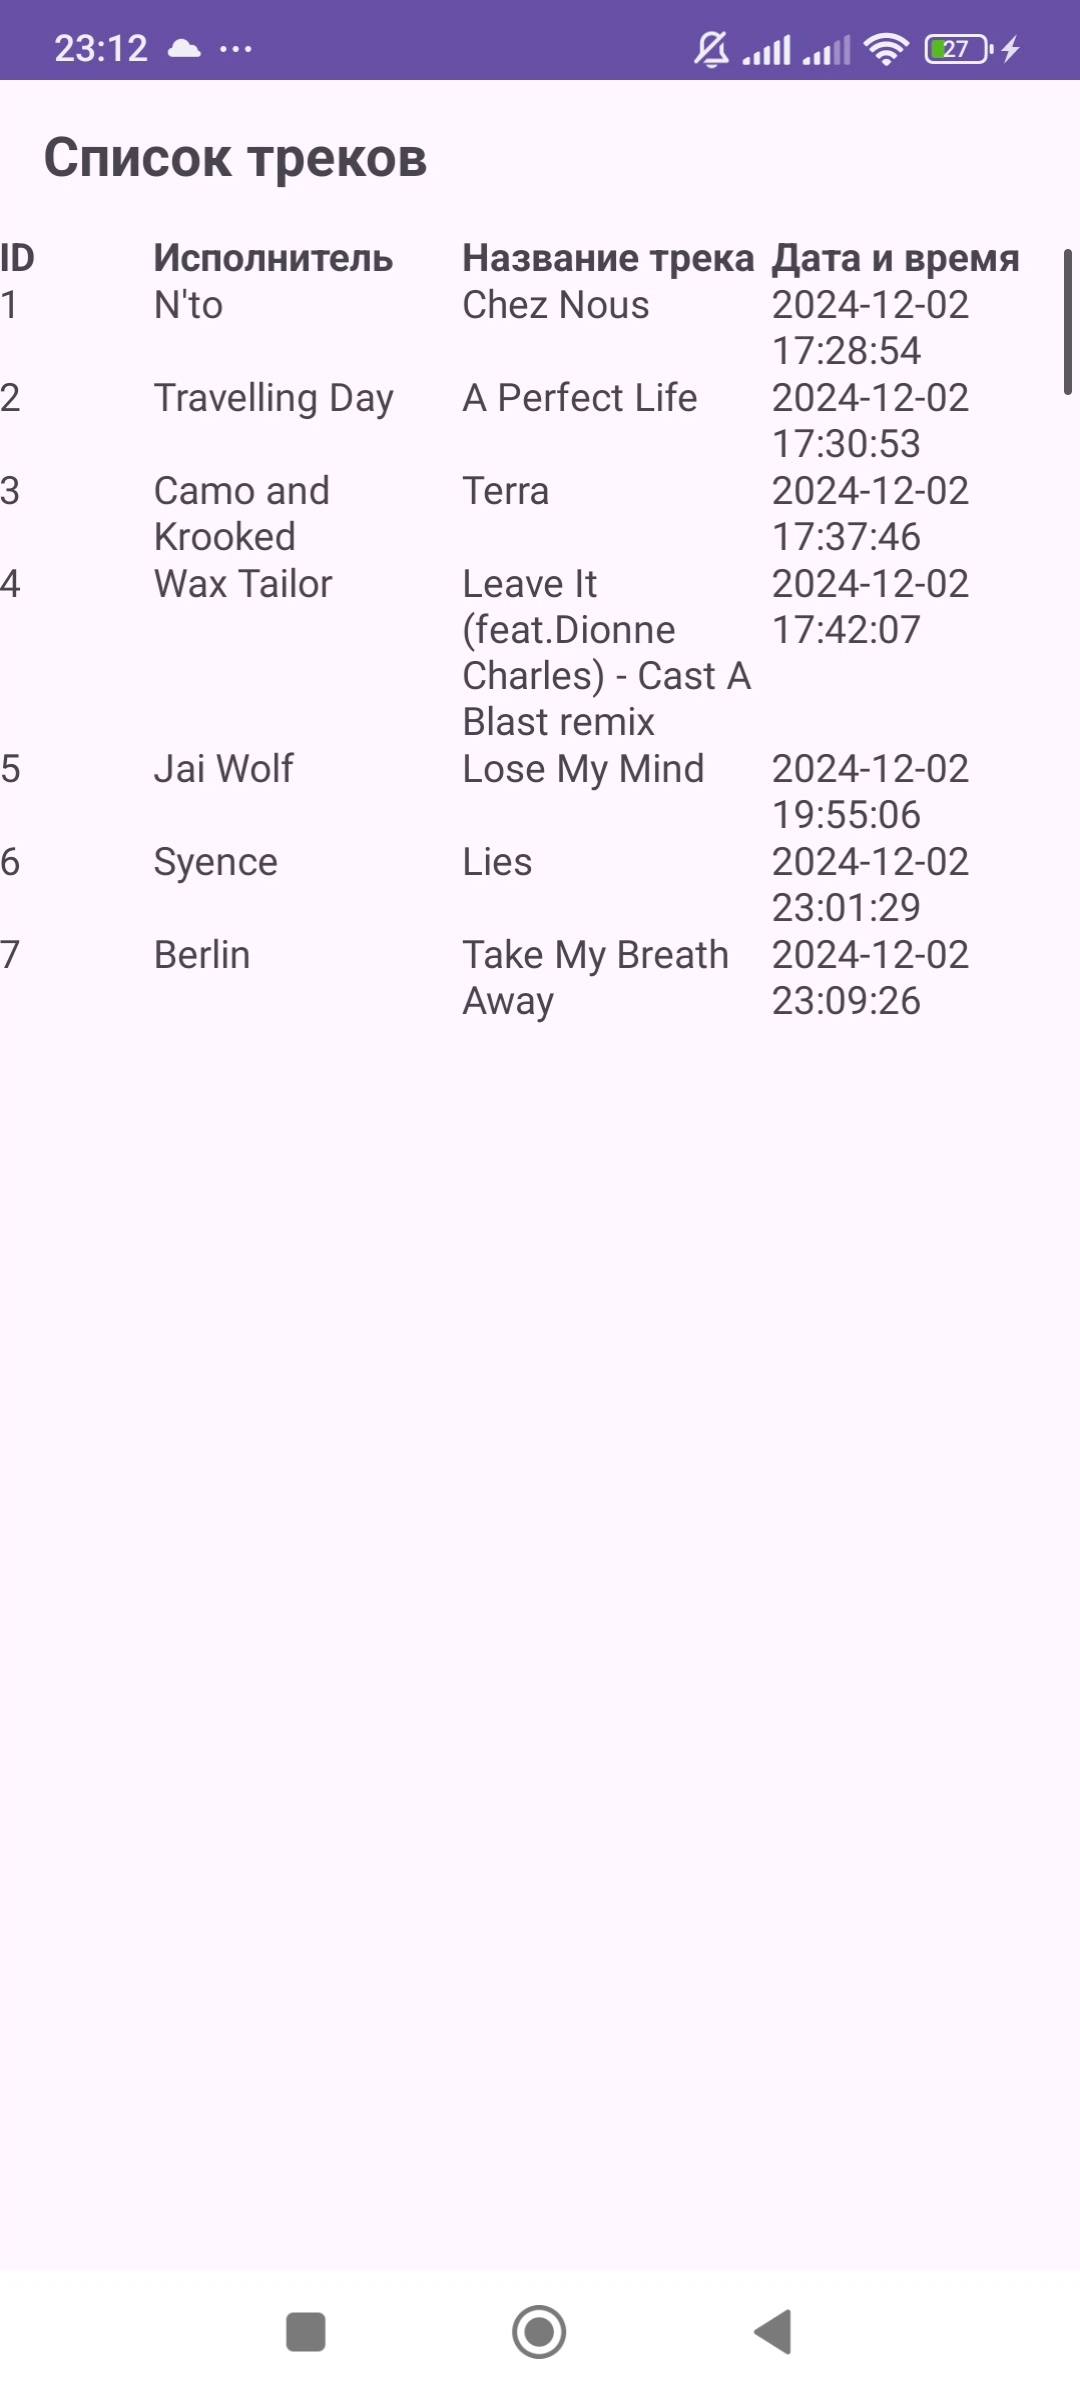 23:12
27
Список треков
ID Исполнитель Название трека Дата и время
1 N'to Chez Nous 2024-12-02
17:28:54
2 Travelling Day A Perfect Life 2024-12-02
17:30:53
3 Camo and Terra 2024-12-02
Krooked 17:37:46
4 Wax Tailor Leave It 2024-12-02
(feat.Dionne 17:42:07
Charles) - Cast A
Blast remix
5 Jai Wolf Lose My Mind 2024-12-02
19:55:06
6 Syence Lies 2024-12-02
23:01:29
7 Berlin Take My Breath 2024-12-02
Away 23:09:26